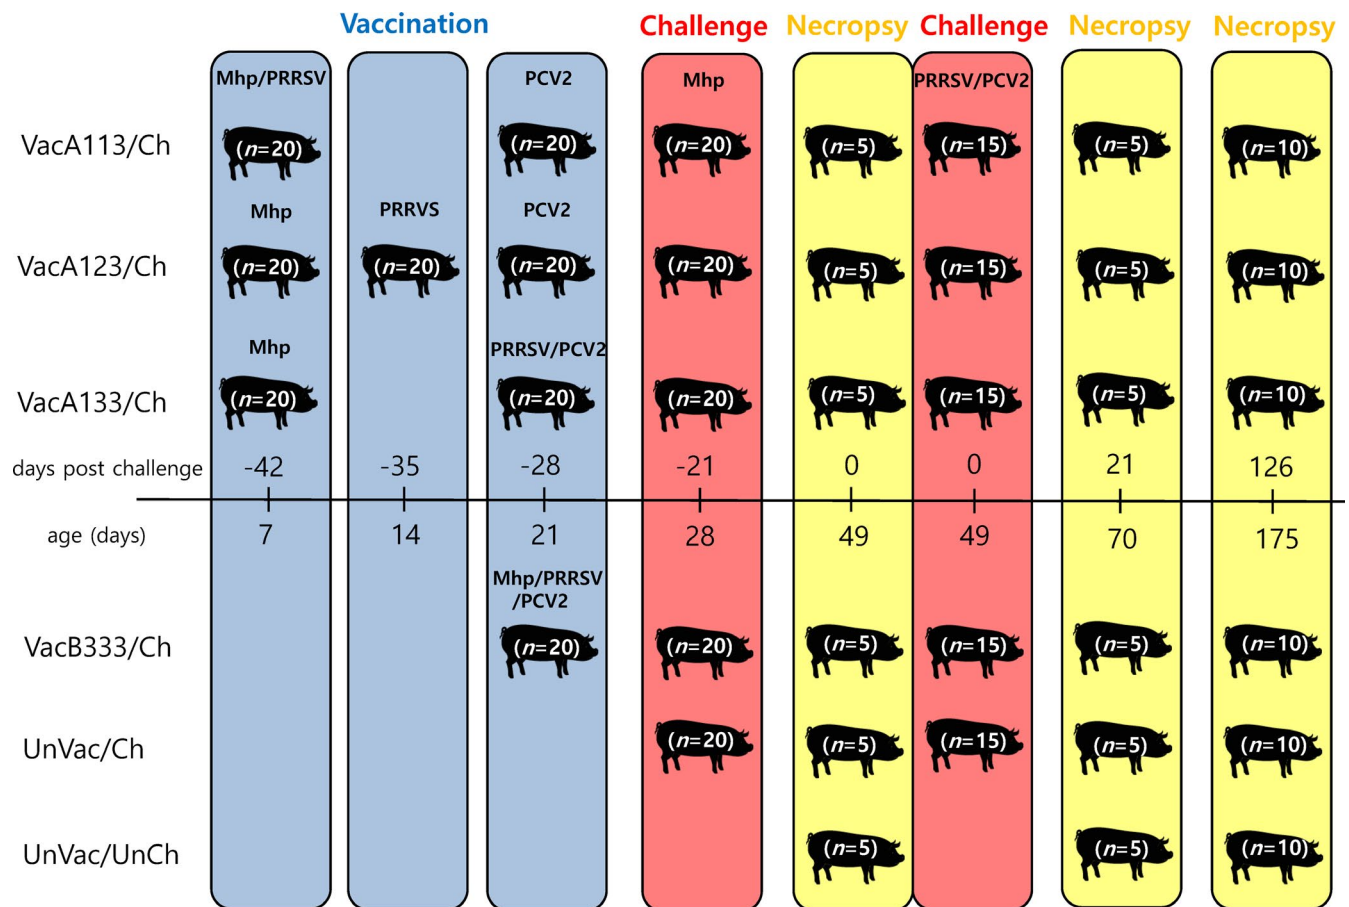 Vaccination Challenge Necropsy Challenge Necropsy Necropsy
Mhp/PRRSV PCV2 Mhp PRRSV/PCV2
VacA113/Ch (n=20) (n=20) (n=20) (n=5) (n=15) (n=5) (n=10)
Mhp PRRVS PCV2
VacA123/Ch (n=20) (n=20) (n=20) (n=20) (n=5) (n=15) (n=5) (n=10)
Mhp PRRSV/PCV2
VacA133/Ch (n=20) (n=20) (n=20) (n=5) (n=15) (n=5) (n=10)
days post challenge -42 -35 -28 -21 0 0 21 126
age (days) 7 14 21 28 49 49 70 175
Mhp/PRRSV
/PCV2
VacB333/Ch (n=20) (n=20) (n=5) (n=15) (n=5) (n=10)
UnVac/Ch (n=20) (n=5) (n=15) (n=5) (n=10)
UnVac/UnCh (n=5) (n=5) (n=10)